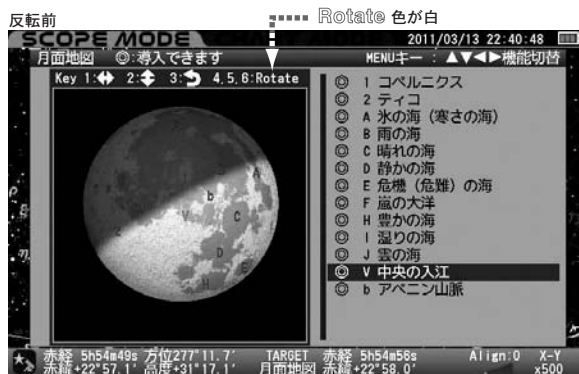 反転前
Rotate 色が白
SCOPE MODE
2011/03/13 22:40:48
月面地図 ◎:導入できます
MENUキー : ▲▼◀▶機能切替
Key 1:↔ 2:↕ 3:⮌ 4,5,6:Rotate
◎ 1 コペルニクス
◎ 2 ティコ
◎ A 氷の海（寒さの海）
◎ B 雨の海
◎ C 晴れの海
◎ D 静かの海
◎ E 危機（危難）の海
◎ F 嵐の大洋
◎ H 豊かの海
◎ I 湿りの海
◎ J 雲の海
◎ V 中央の入江
◎ b アペニン山脈
A
b
V
C
2
D
E
H
赤経 5h54m49s 方位277°11.7′ TARGET 赤経 5h54m56s Align:0 X-Y
赤緯+22°57.1′ 高度+31°17.1′ 月面地図 赤緯+22°58.0′ x500